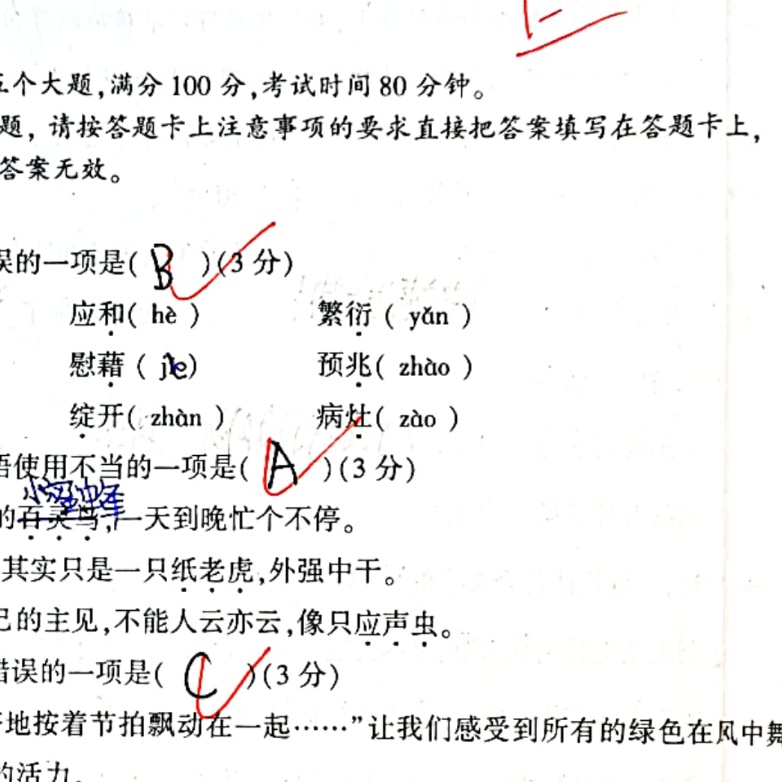 五个大题,满分100分,考试时间80分钟。
题,请按答题卡上注意事项的要求直接把答案填写在答题卡上,
答案无效。
误的一项是( B )(3分)
应和( hè ) 繁衍( yǎn )
慰藉( jiè ) 预兆( zhào )
绽开( zhàn ) 病灶( zào )
语使用不当的一项是( A )(3分)
的百灵鸟,一天到晚忙个不停。
其实只是一只纸老虎,外强中干。
己的主见,不能人云亦云,像只应声虫。
错误的一项是( C )(3分)
地按着节拍飘动在一起……”让我们感受到所有的绿色在风中舞
的活力。